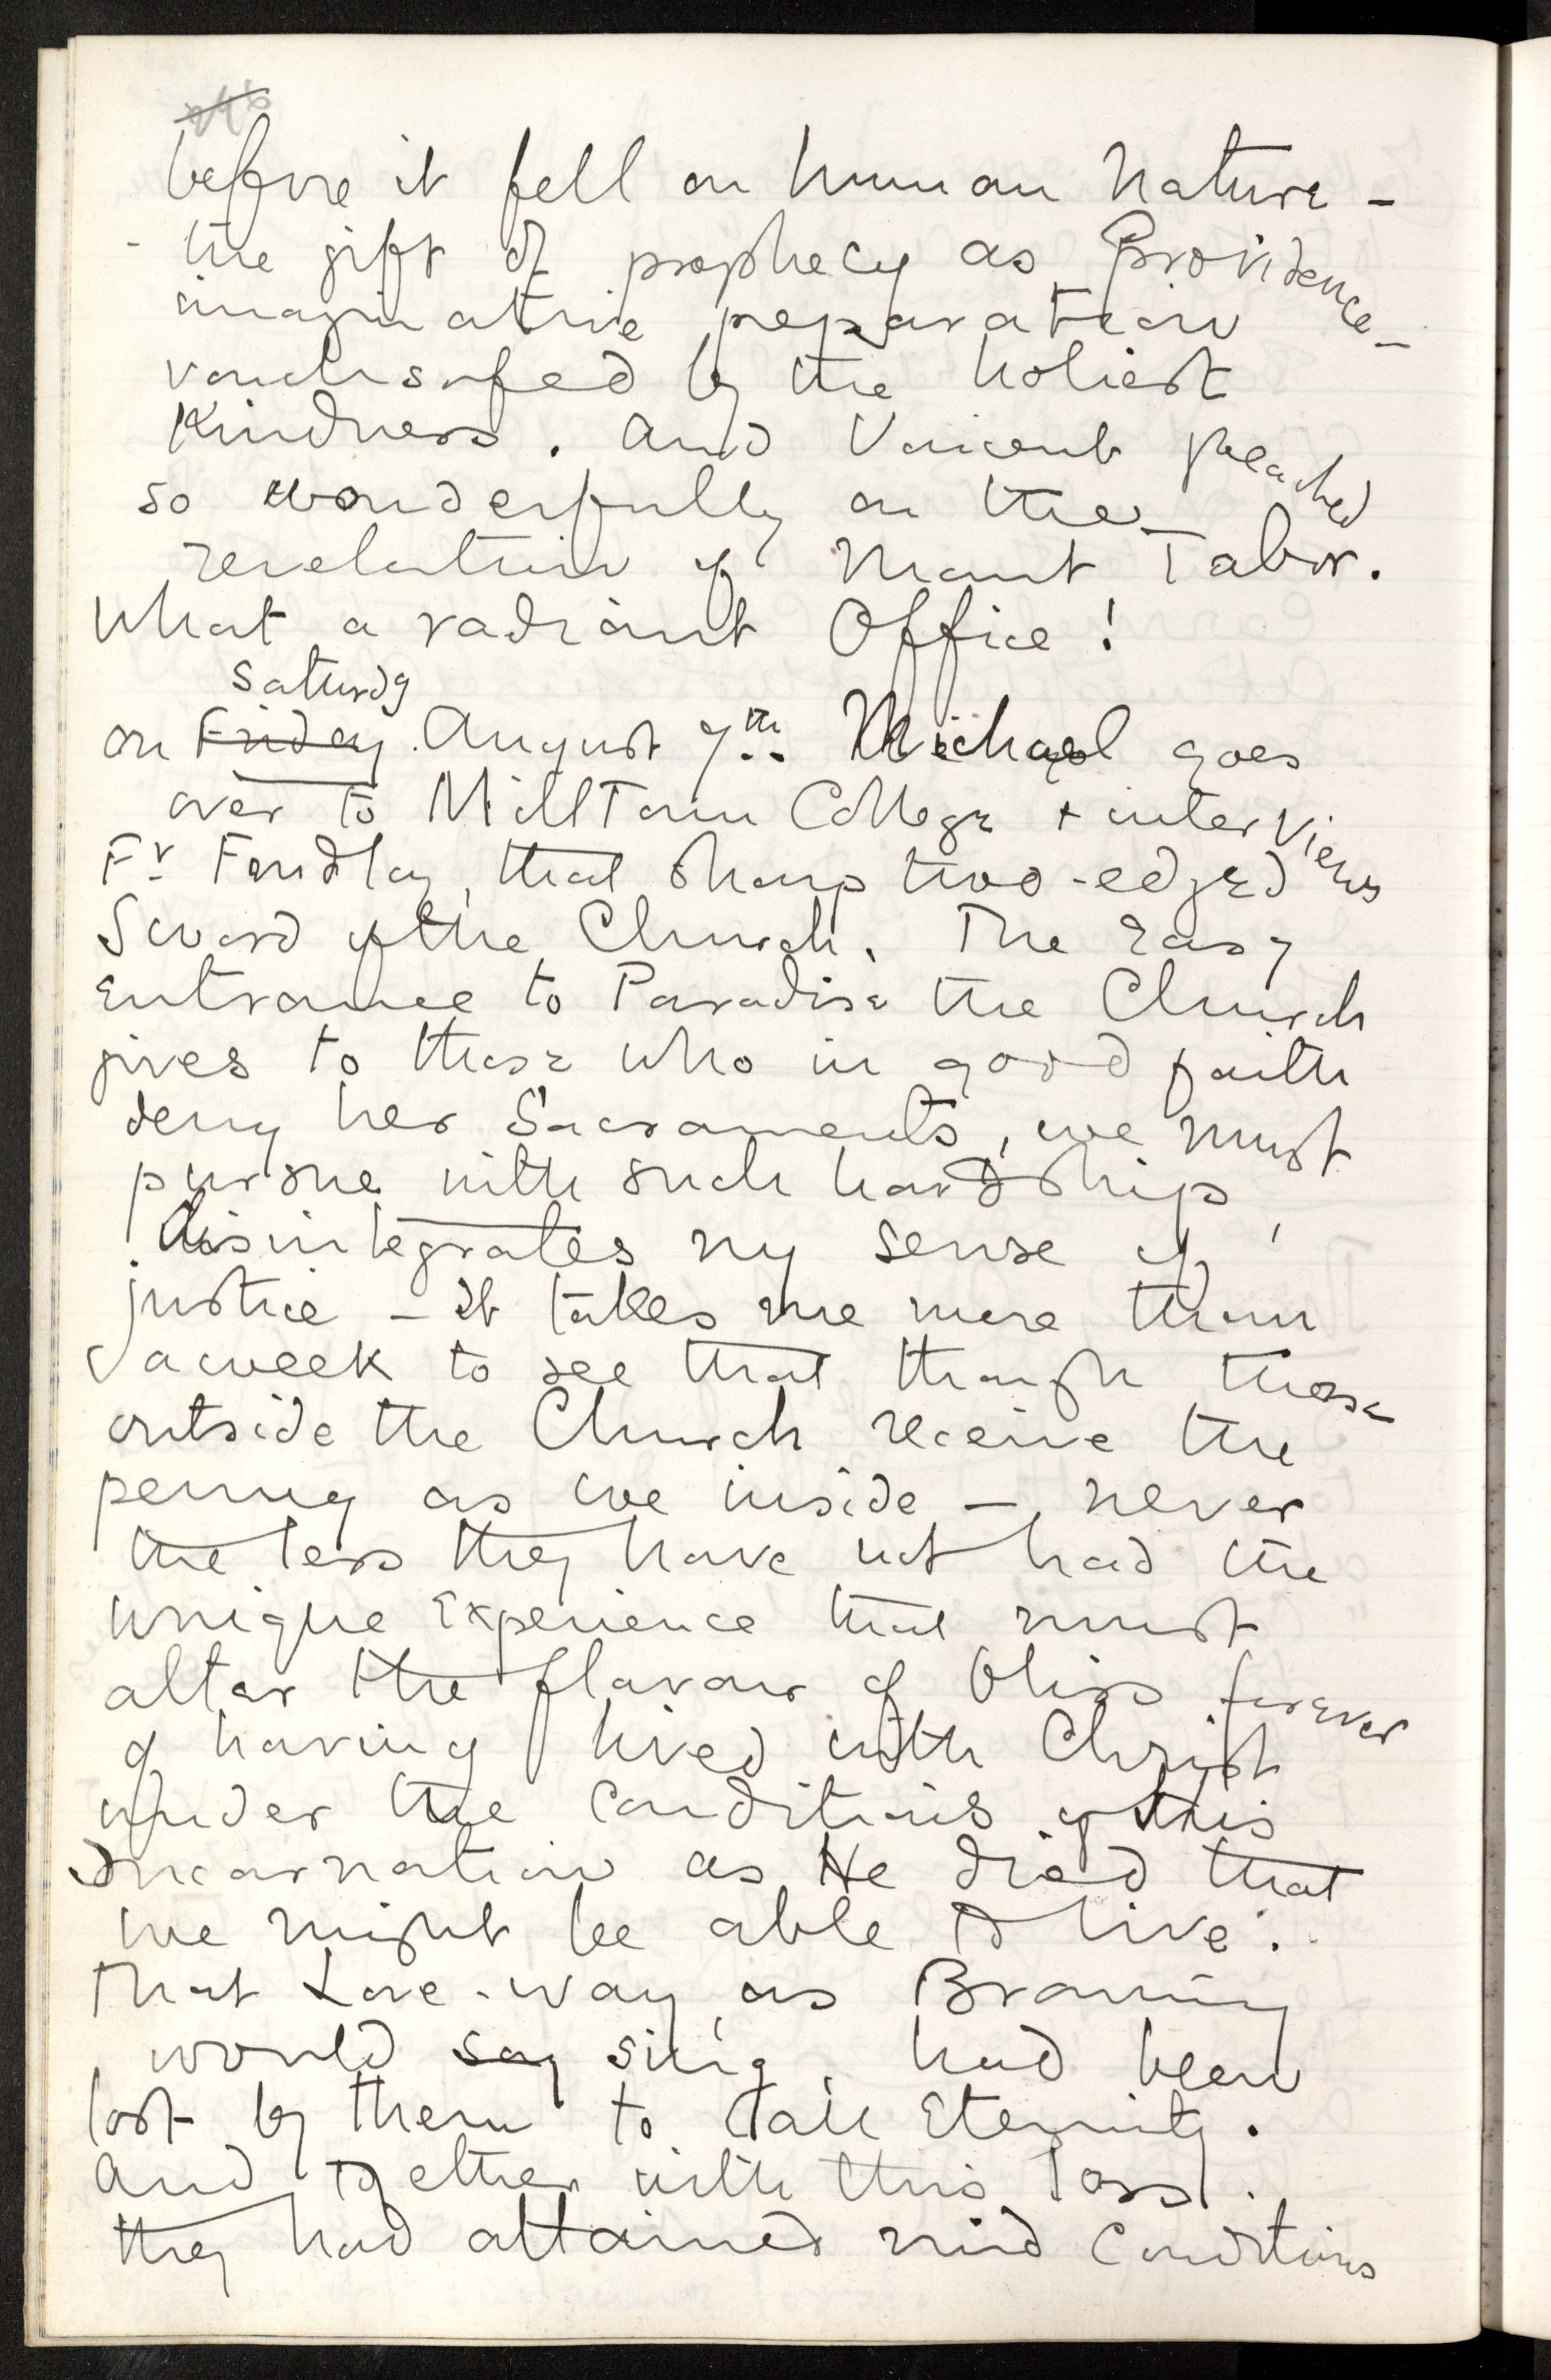 before it fell on human nature -
- the gift of prophecy as Providence -
imaginative preparation
vouchsafed by the holiest
Kindness. And Vincent preached
so wonderfully on the
revelation of Mount Tabor.
What a radiant Office!
Saturdy
on Friday August 7th. Michael goes
over to Milltown College + interviews
Fr Findlay, that sharp two-edged
Sword of the Church. The easy
entrance to Paradise the Church
gives to those who in good faith
deny her Sacraments, we must
pursue with such hardship,
disintegrates my sense of
justice - It takes me more than
a week to see that though those
outside the Church receive the
penny as we inside - never
the less they have not had the
unique Experience that must
alter the flavour of bliss forever
of having lived with Christ
under the conditions of this
Incarnation as He died that
we might be able to live.
That Love-way, as Browning
would say sing, had been
lost by them to all Eternity.
And together with this loss
they had attained mid conditions